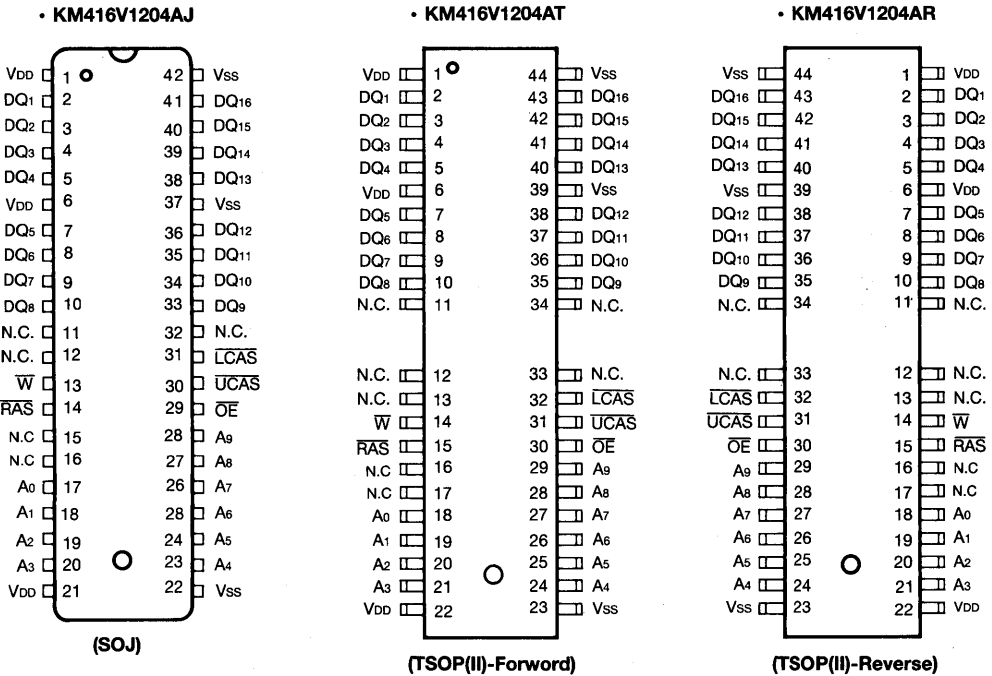 • KM416V1204AJ
VDD 1 42 VSS
DQ1 2 41 DQ16
DQ2 3 40 DQ15
DQ3 4 39 DQ14
DQ4 5 38 DQ13
VDD 6 37 VSS
DQ5 7 36 DQ12
DQ6 8 35 DQ11
DQ7 9 34 DQ10
DQ8 10 33 DQ9
N.C. 11 32 N.C.
N.C. 12 31 LCAS
W 13 30 UCAS
RAS 14 29 OE
N.C 15 28 A9
N.C 16 27 A8
A0 17 26 A7
A1 18 28 A6
A2 19 24 A5
A3 20 23 A4
VDD 21 22 VSS
(SOJ)
• KM416V1204AT
VDD 1 44 VSS
DQ1 2 43 DQ16
DQ2 3 42 DQ15
DQ3 4 41 DQ14
DQ4 5 40 DQ13
VDD 6 39 VSS
DQ5 7 38 DQ12
DQ6 8 37 DQ11
DQ7 9 36 DQ10
DQ8 10 35 DQ9
N.C. 11 34 N.C.
N.C. 12 33 N.C.
N.C. 13 32 LCAS
W 14 31 UCAS
RAS 15 30 OE
N.C 16 29 A9
N.C 17 28 A8
A0 18 27 A7
A1 19 26 A6
A2 20 25 A5
A3 21 24 A4
VDD 22 23 VSS
(TSOP(II)-Forword)
• KM416V1204AR
VSS 44 1 VDD
DQ16 43 2 DQ1
DQ15 42 3 DQ2
DQ14 41 4 DQ3
DQ13 40 5 DQ4
VSS 39 6 VDD
DQ12 38 7 DQ5
DQ11 37 8 DQ6
DQ10 36 9 DQ7
DQ9 35 10 DQ8
N.C. 34 11 N.C.
N.C. 33 12 N.C.
LCAS 32 13 N.C.
UCAS 31 14 W
OE 30 15 RAS
A9 29 16 N.C
A8 28 17 N.C
A7 27 18 A0
A6 26 19 A1
A5 25 20 A2
A4 24 21 A3
VSS 23 22 VDD
(TSOP(II)-Reverse)